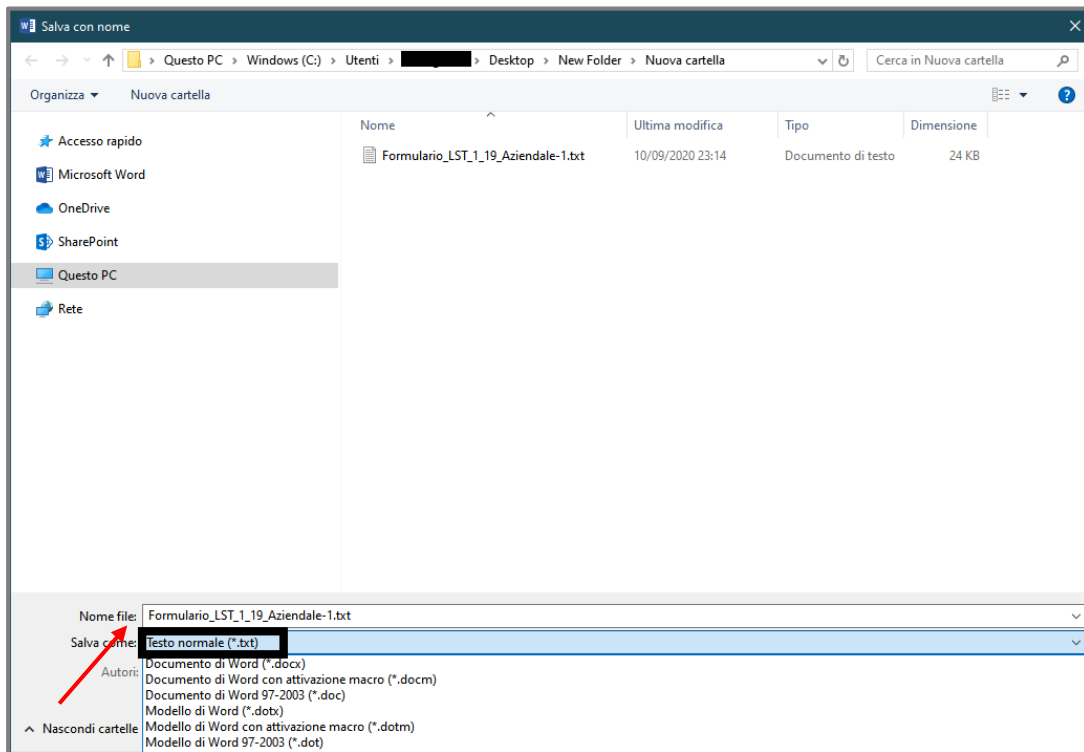 Salva con nome
Questo PC > Windows (C:) > Utenti > > Desktop > New Folder > Nuova cartella
Cerca in Nuova cartella
Organizza Nuova cartella
Nome Ultima modifica Tipo Dimensione
Accesso rapido
Formulario_LST_1_19_Aziendale-1.txt 10/09/2020 23:14 Documento di testo 24 KB
Microsoft Word
OneDrive
SharePoint
Questo PC
Rete
Nome file: Formulario_LST_1_19_Aziendale-1.txt
Salva come: Testo normale (*.txt)
Autori:
Documento di Word (*.docx)
Documento di Word con attivazione macro (*.docm)
Documento di Word 97-2003 (*.doc)
Modello di Word (*.dotx)
Nascondi cartelle Modello di Word con attivazione macro (*.dotm)
Modello di Word 97-2003 (*.dot)